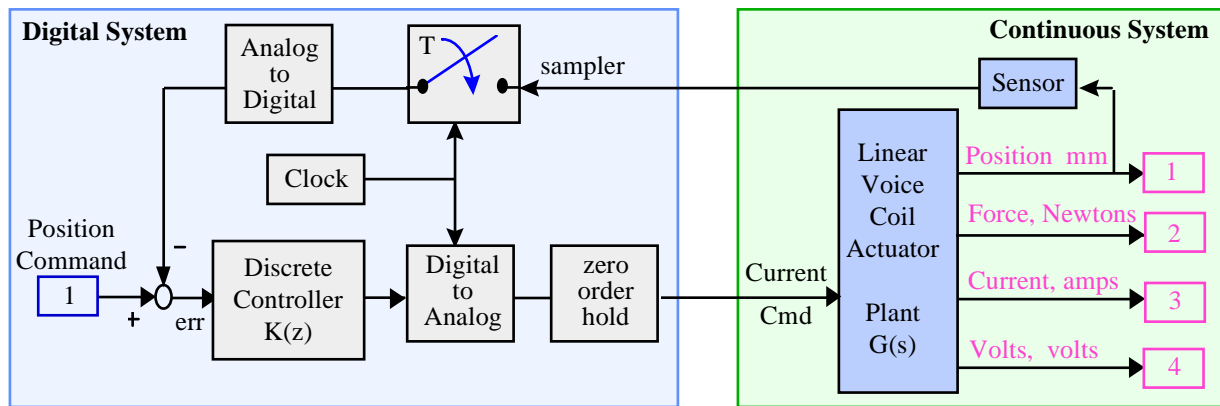 Digital System
Analog
to
Digital
T
sampler
Clock
Position
Command
1
+
−
err
Discrete
Controller
K(z)
Digital
to
Analog
zero
order
hold
Current
Cmd
Continuous System
Sensor
Linear
Voice
Coil
Actuator
Plant
G(s)
Position mm
1
Force, Newtons
2
Current, amps
3
Volts, volts
4